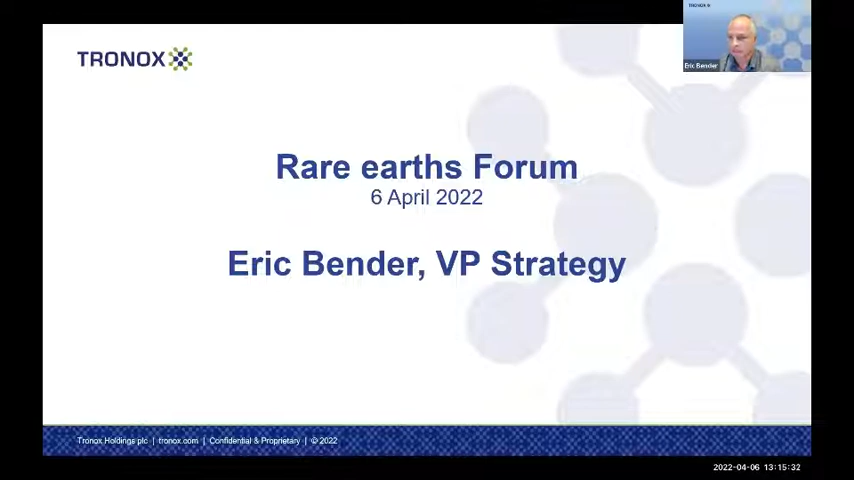 TRONOX
TRONOX
Eric Bender
Rare earths Forum
6 April 2022
Eric Bender, VP Strategy
Tronox Holdings plc | tronox.com | Confidential & Proprietary | © 2022
2022-04-06 13:15:32